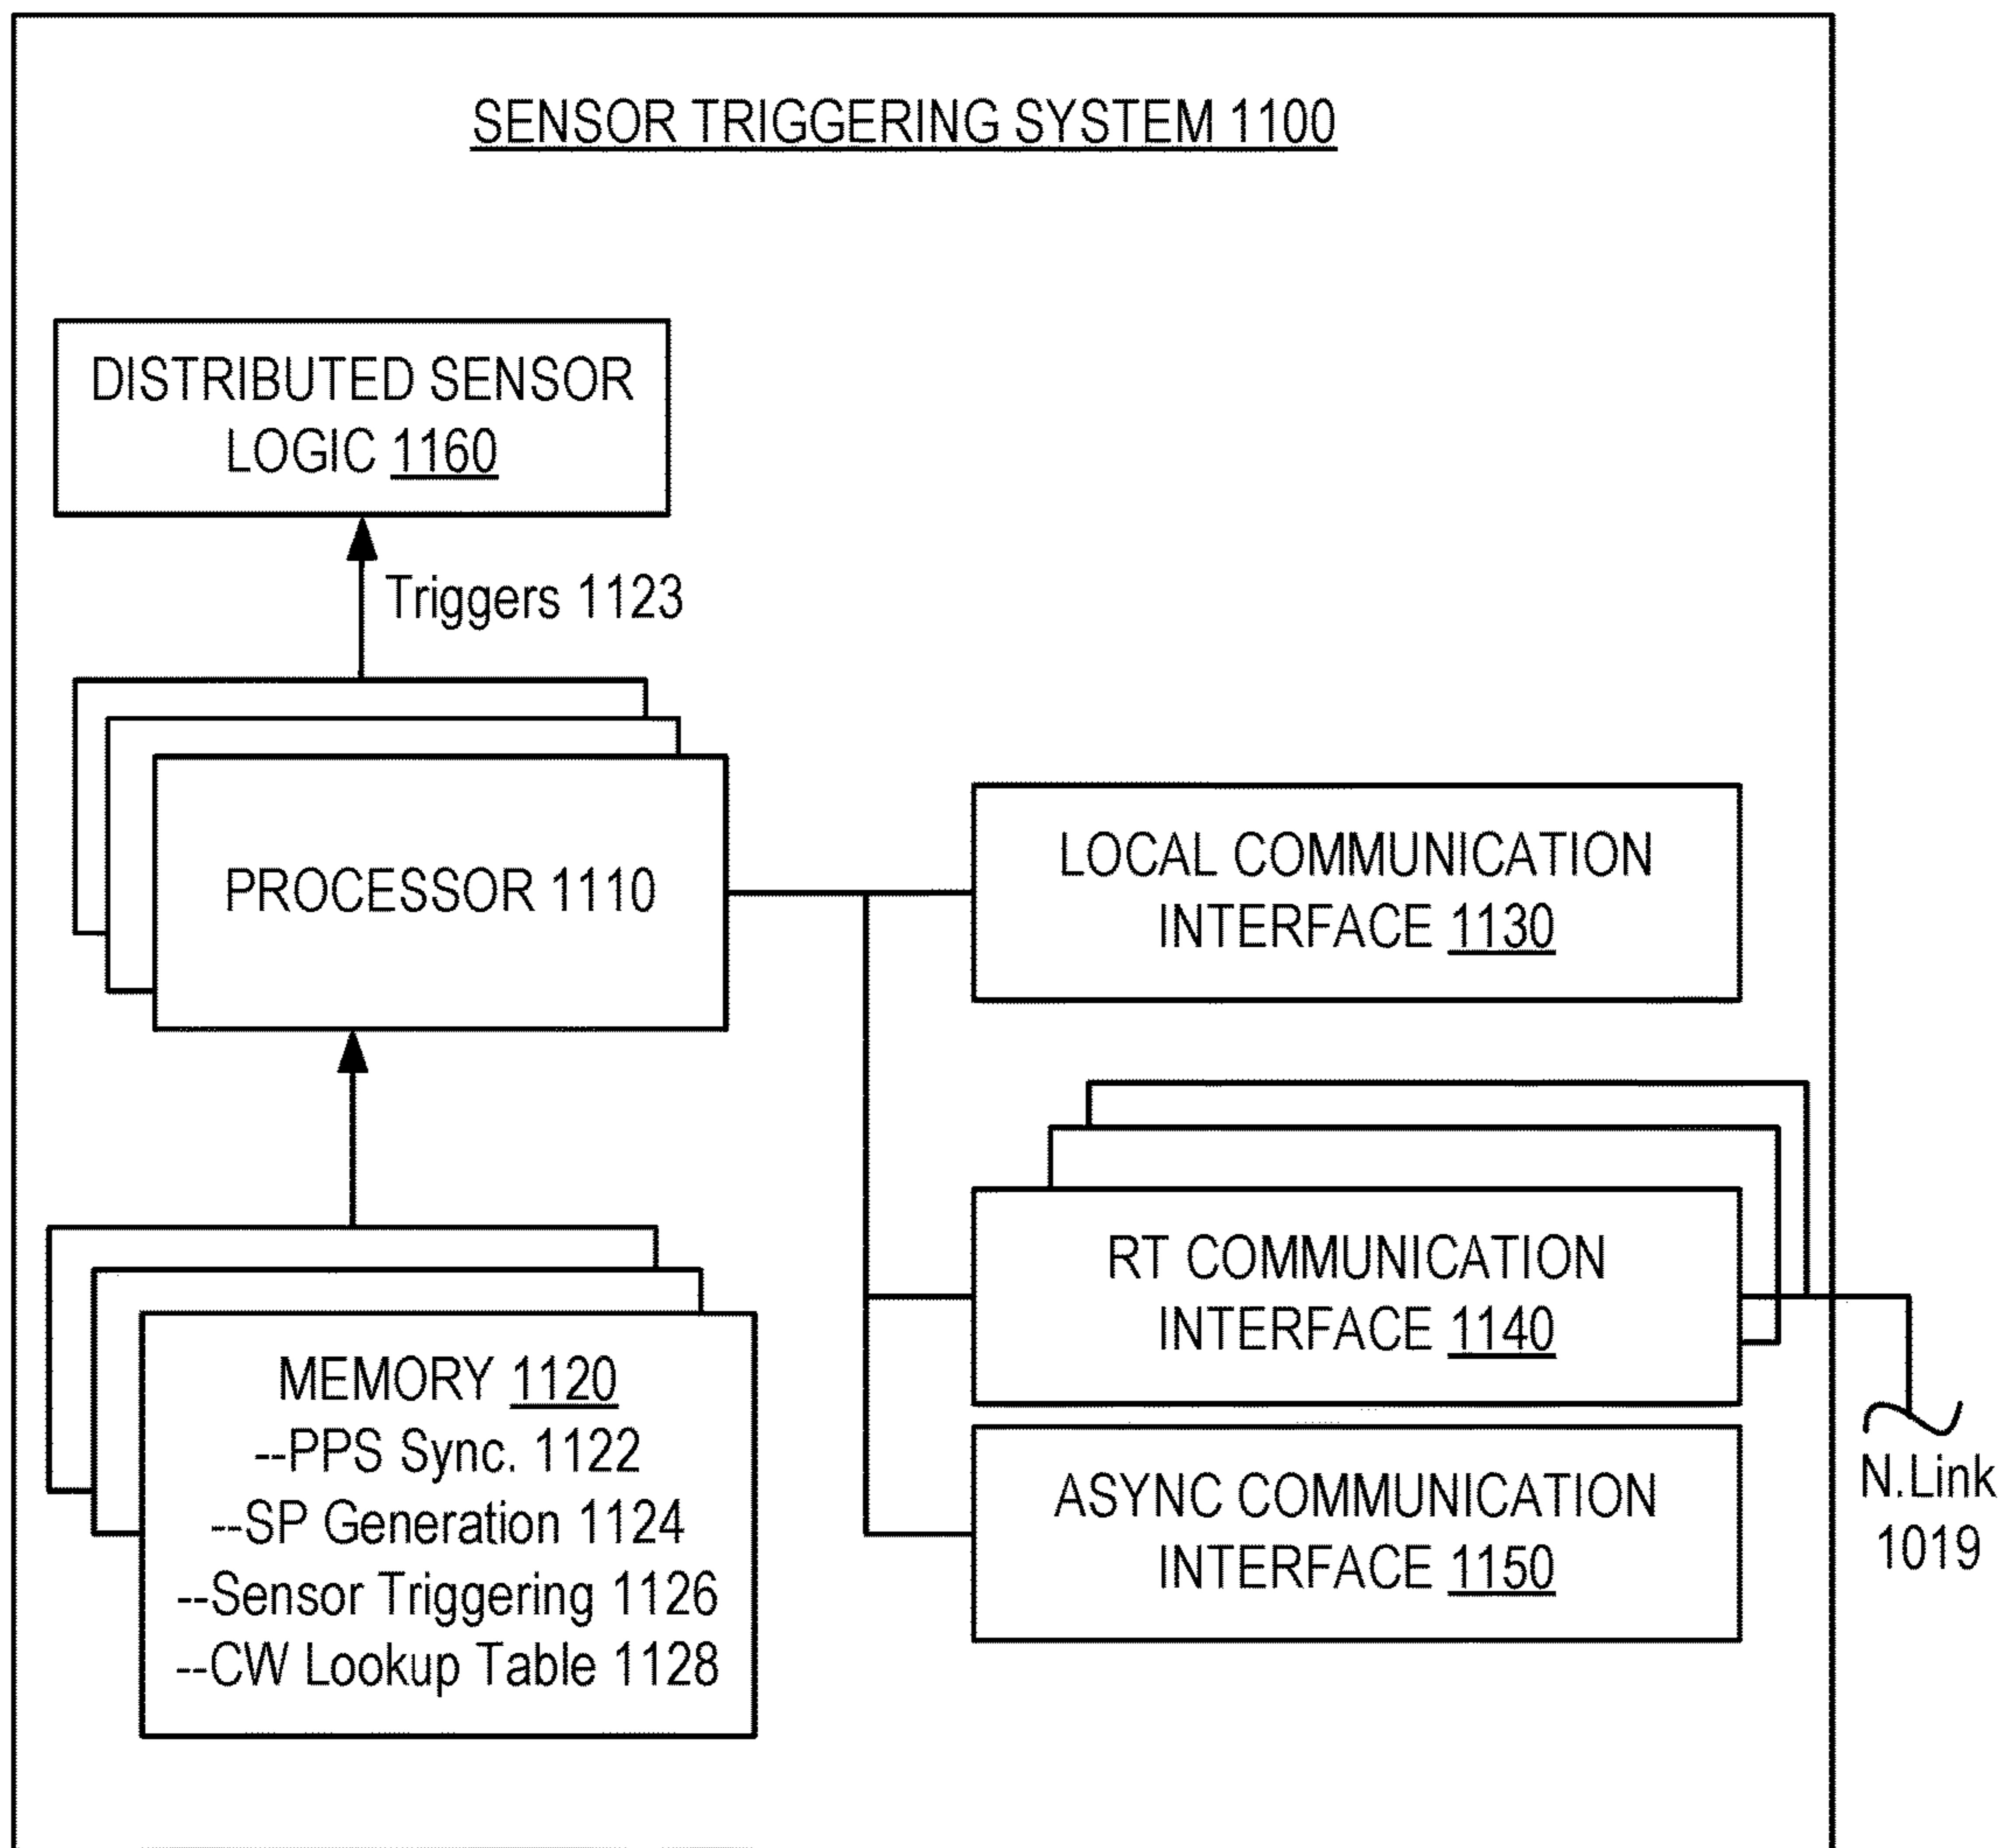 SENSOR TRIGGERING SYSTEM 1100
DISTRIBUTED SENSOR
LOGIC 1160
Triggers 1123
PROCESSOR 1110
LOCAL COMMUNICATION
INTERFACE 1130
RT COMMUNICATION
INTERFACE 1140
MEMORY 1120
--PPS Sync. 1122
--SP Generation 1124
--Sensor Triggering 1126
--CW Lookup Table 1128
ASYNC COMMUNICATION
INTERFACE 1150
N.Link
1019